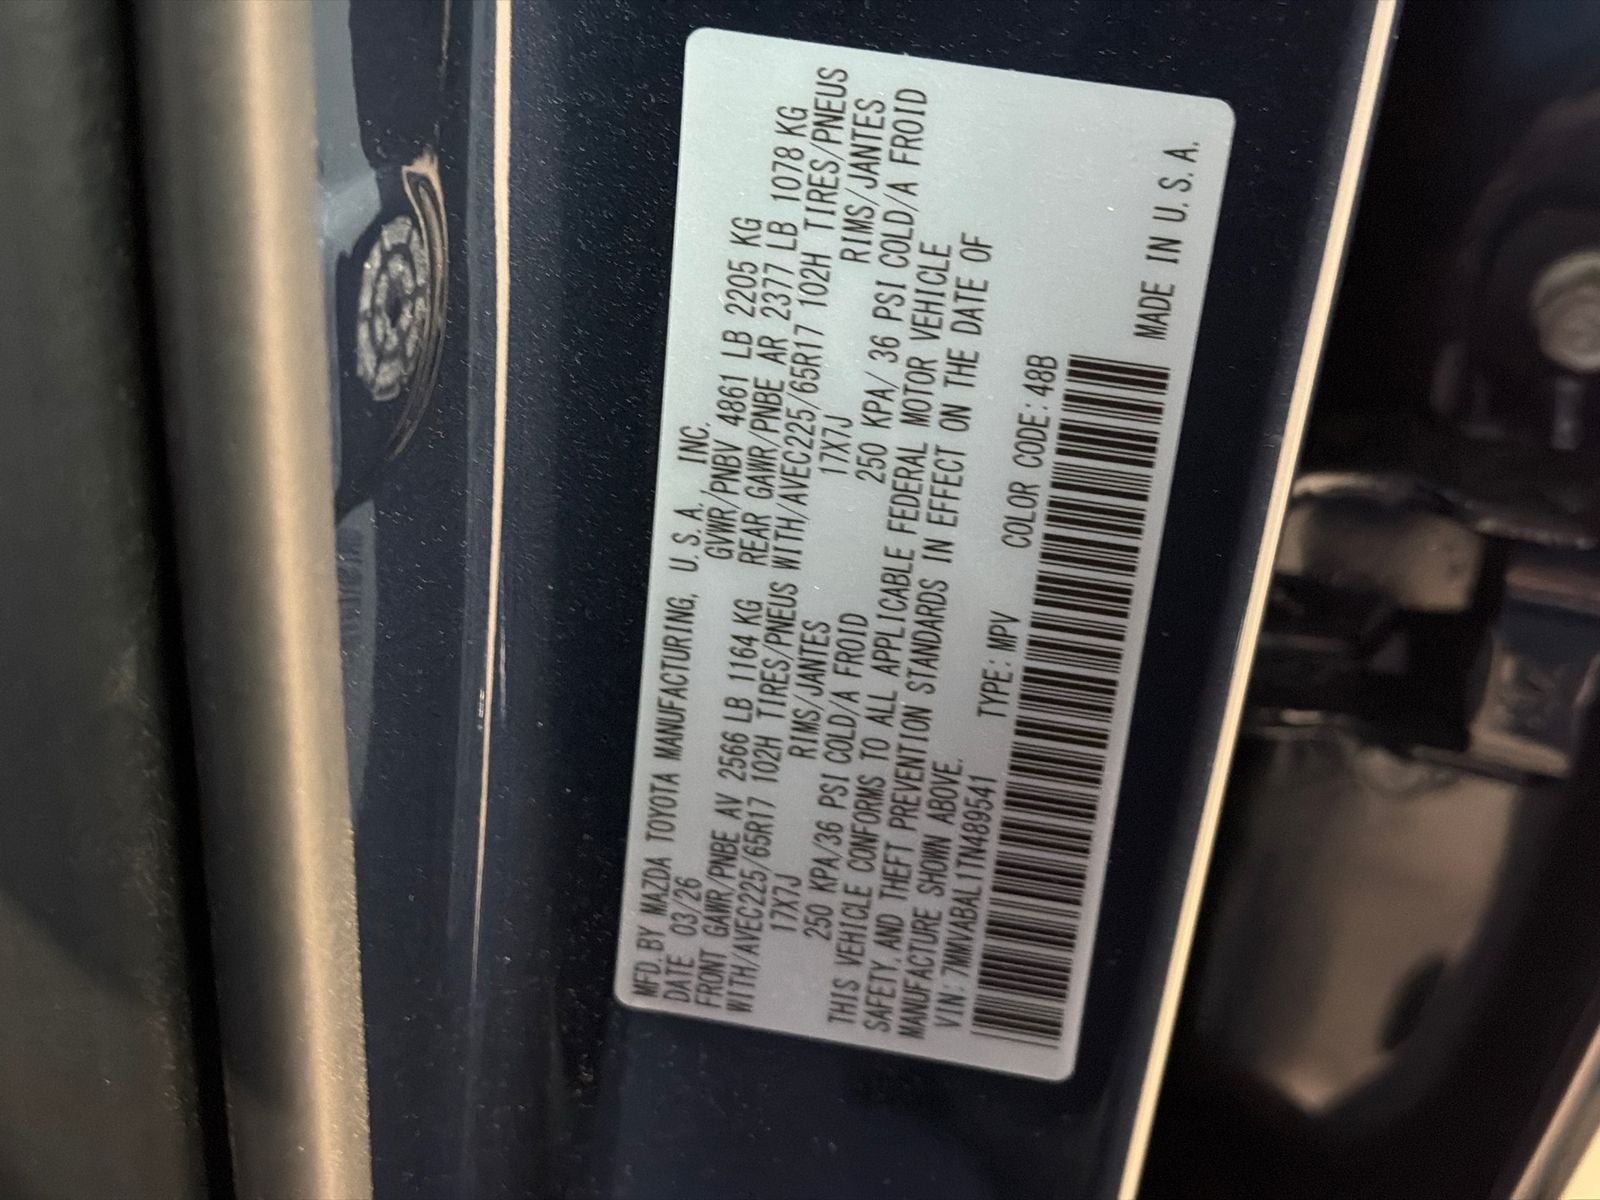 MFD. BY MAZDA TOYOTA MANUFACTURING, U.S.A. INC.
DATE 03/26 GVWR/PNBV 4861 LB 2205 KG
FRONT GAWR/PNBE AV 2566 LB 1164 KG REAR GAWR/PNBE AR 2377 LB 1078 KG
WITH/AVEC225/65R17 102H TIRES/PNEUS WITH/AVEC225/65R17 102H TIRES/PNEUS
17X7J RIMS/JANTES 17X7J RIMS/JANTES
250 KPA/36 PSI COLD/A FROID 250 KPA/ 36 PSI COLD/A FROID
THIS VEHICLE CONFORMS TO ALL APPLICABLE FEDERAL MOTOR VEHICLE
SAFETY, AND THEFT PREVENTION STANDARDS IN EFFECT ON THE DATE OF
MANUFACTURE SHOWN ABOVE.
VIN: 7MMVABAL1TN489541 TYPE: MPV COLOR CODE: 48B
MADE IN U.S.A.